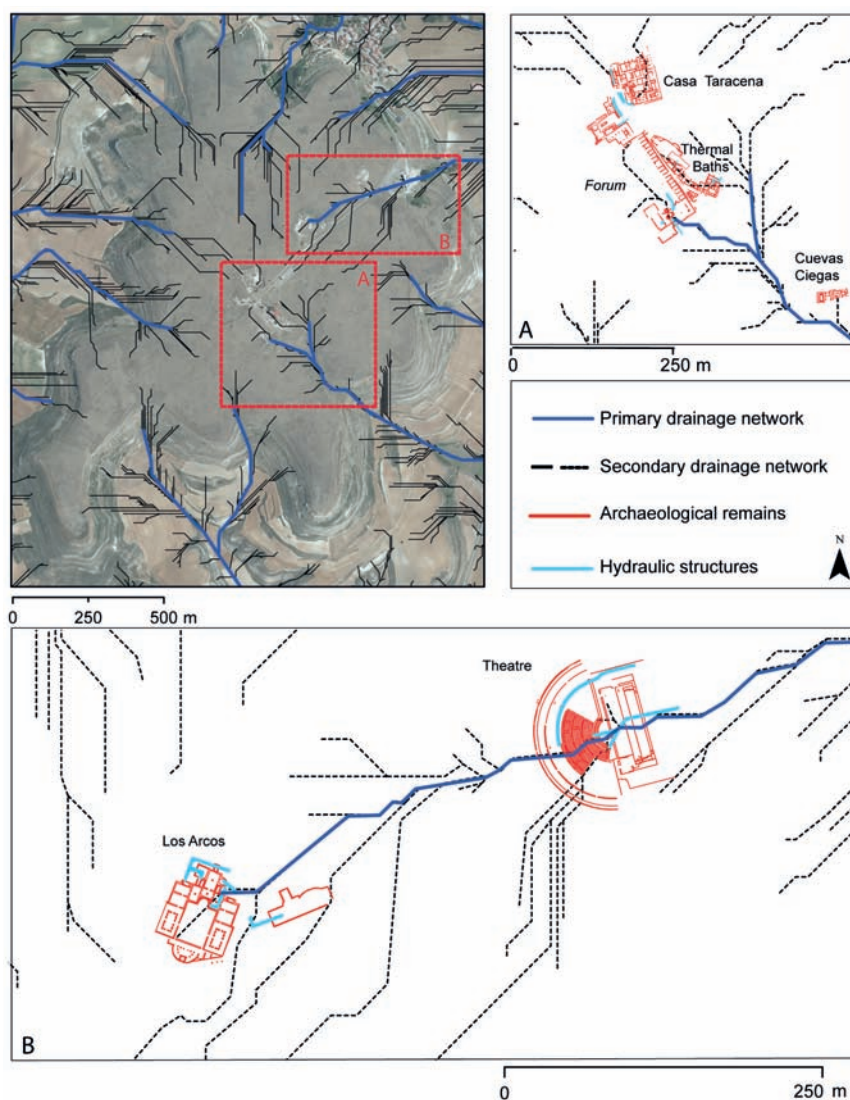 B
A
0 250 500 m
Casa Taracena
Thermal
Baths
Forum
Cuevas
Ciegas
A
0 250 m
Primary drainage network
Secondary drainage network
Archaeological remains
Hydraulic structures
N
Theatre
Los Arcos
B
0 250 m